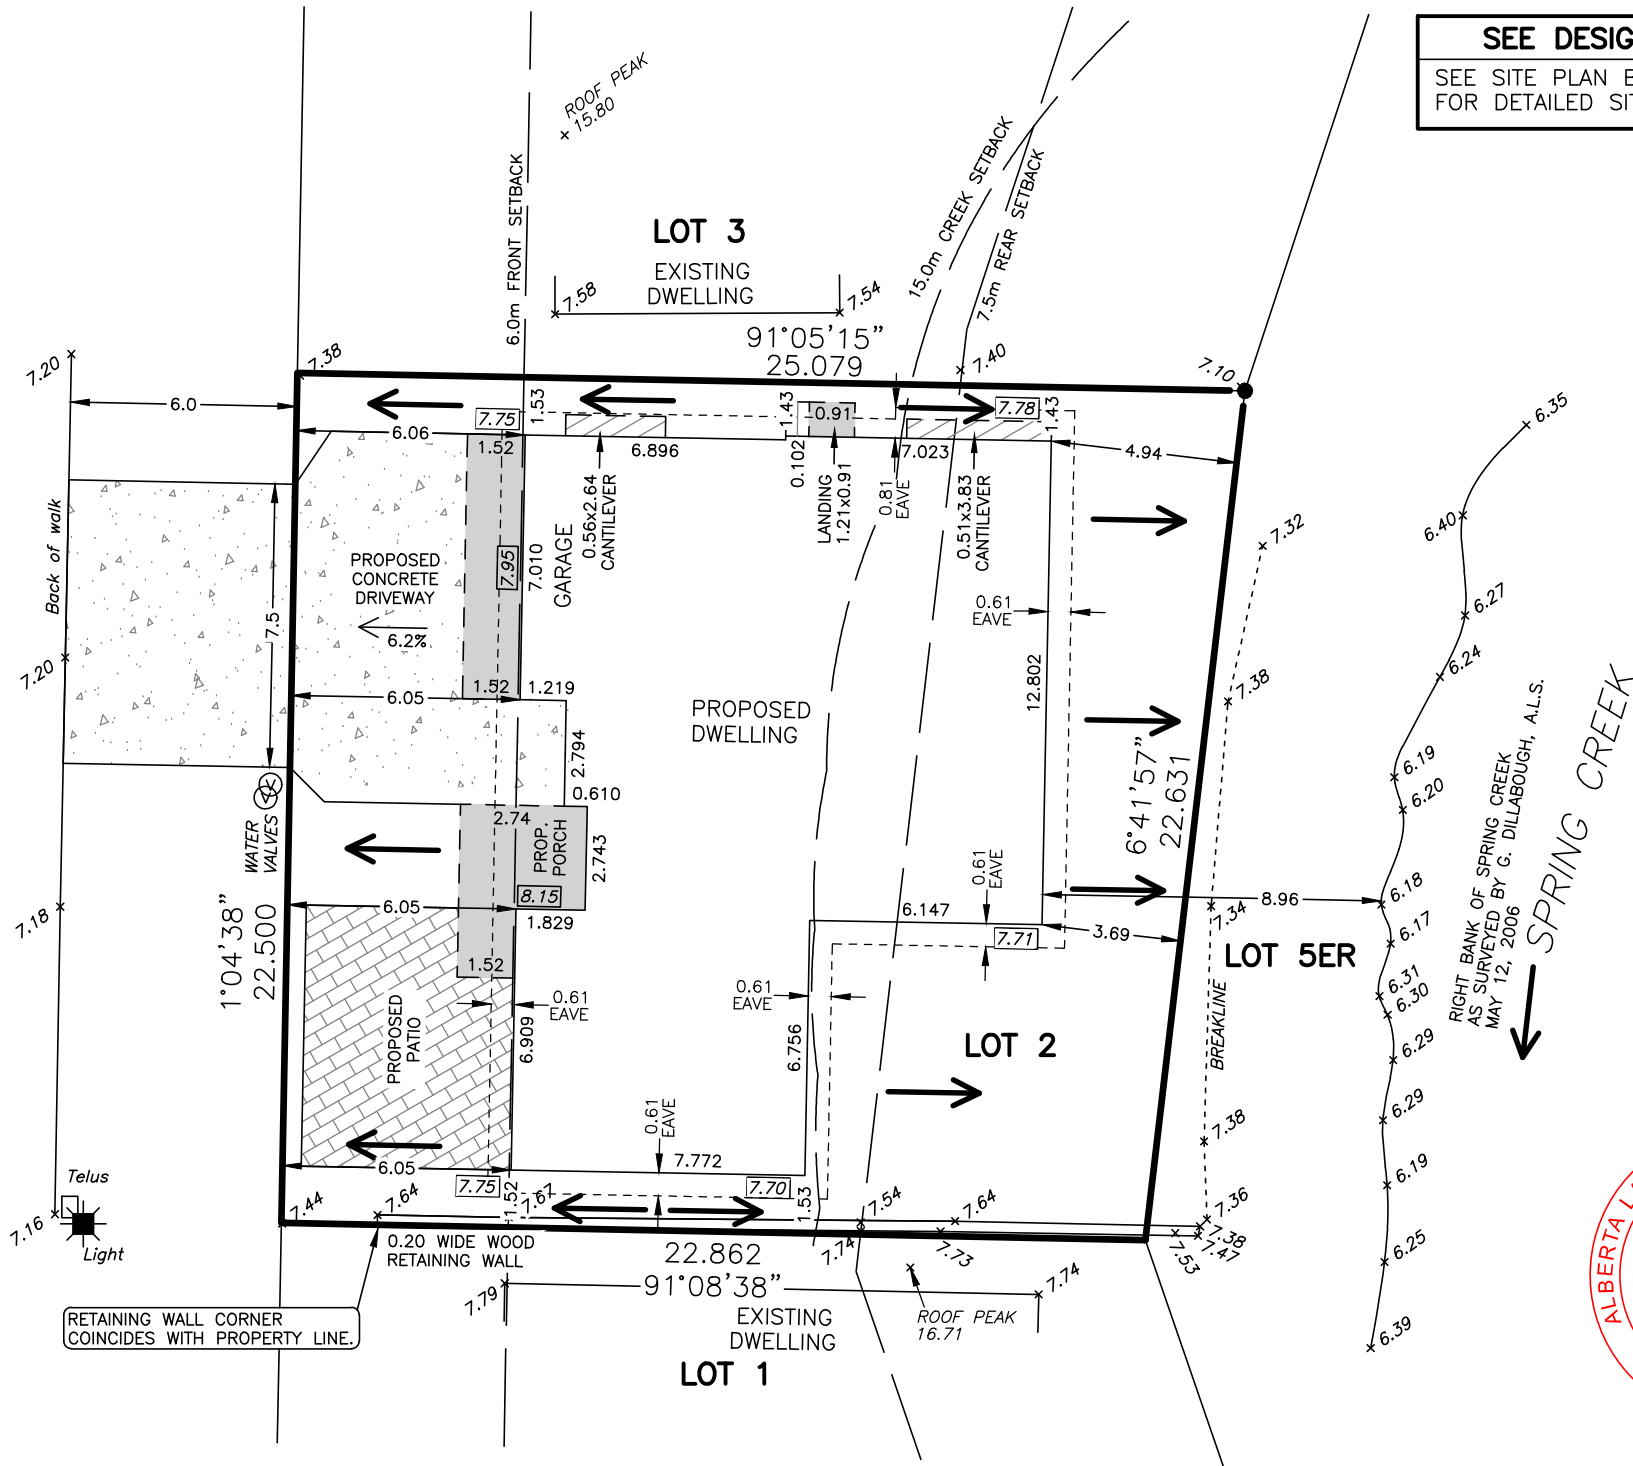 SEE DESIG
SEE SITE PLAN B
FOR DETAILED SIT
ROOF PEAK
+ 15.80
6.0m FRONT SETBACK
15.0m CREEK SETBACK
7.5m REAR SETBACK
LOT 3
EXISTING
DWELLING
7.58
7.54
91°05'15"
25.079
7.20
7.38
7.40
7.10
6.0
6.06
7.75
1.53
1.52
6.896
1.43
0.91
7.78
1.43
0.102
7.023
4.94
6.35
0.56x2.64
CANTILEVER
LANDING
1.21x0.91
0.81
EAVE
0.51x3.83
CANTILEVER
6.40
7.32
Back of walk
PROPOSED
CONCRETE
DRIVEWAY
6.2%
7.95
7.010
GARAGE
7.5
0.61
EAVE
6.27
7.20
6.24
6.05
1.52
1.219
12.802
7.38
PROPOSED
DWELLING
2.794
6°41'57"
22.631
6.19
6.20
WATER
VALVES
0.610
2.74
PROP.
PORCH
2.743
8.15
1.829
6.05
0.61
EAVE
6.147
7.71
3.69
8.96
6.18
7.34
6.17
7.18
1°04'38"
22.500
1.52
0.61
EAVE
0.61
EAVE
LOT 5ER
6.31
6.30
RIGHT BANK OF SPRING CREEK
AS SURVEYED BY G. DILLABOUGH, A.L.S.
MAY 12, 2006
SPRING CREEK
PROPOSED
PATIO
6.909
6.756
LOT 2
BREAKLINE
6.29
6.29
0.61
EAVE
7.38
7.772
6.05
7.75
1.52
7.70
1.53
6.19
Telus
7.16
Light
7.44
7.64
7.67
7.54
7.64
7.36
7.38
7.47
7.53
0.20 WIDE WOOD
RETAINING WALL
22.862
91°08'38"
7.74
7.73
6.25
7.79
7.74
RETAINING WALL CORNER
COINCIDES WITH PROPERTY LINE.
EXISTING
DWELLING
ROOF PEAK
16.71
6.39
LOT 1
ALBERTA L